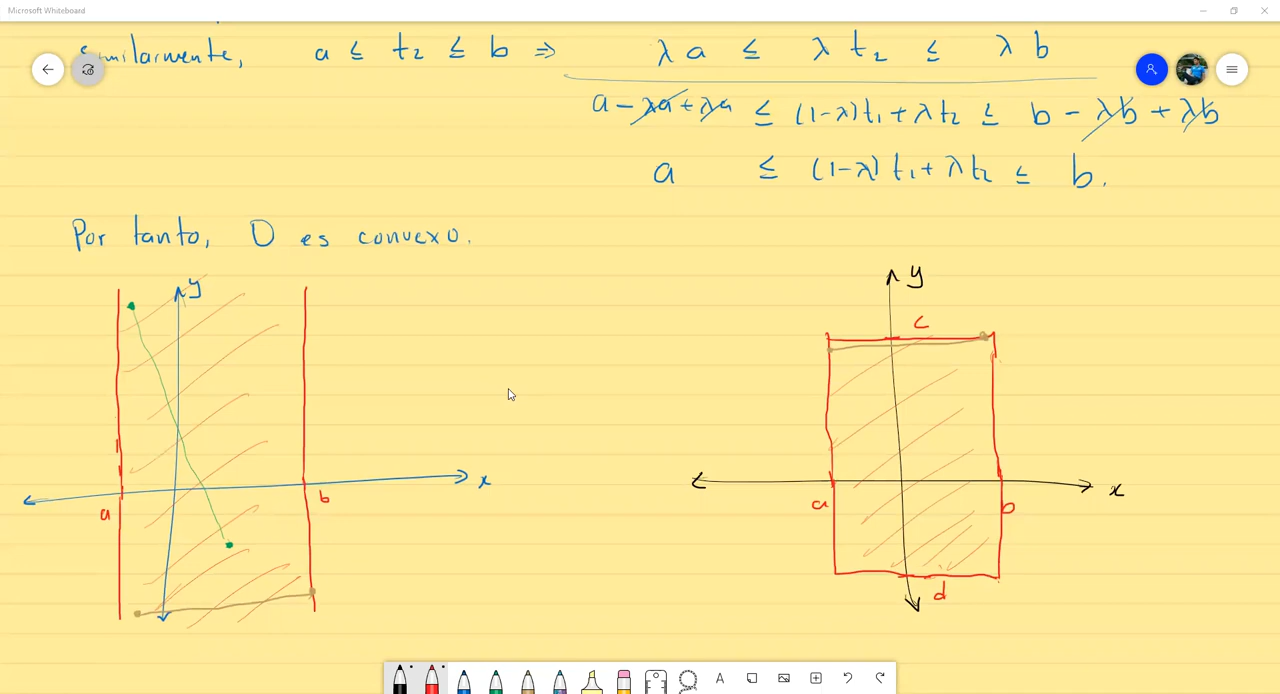 Microsoft Whiteboard
Similarmente, a ≤ t₂ ≤ b ⇒ λa ≤ λt₂ ≤ λb
a - λa + λa ≤ (1-λ)t₁ + λt₂ ≤ b - λb + λb
a ≤ (1-λ)t₁ + λt₂ ≤ b.
Por tanto, D es convexo.
y
x
a
b
y
c
x
a
b
d
A